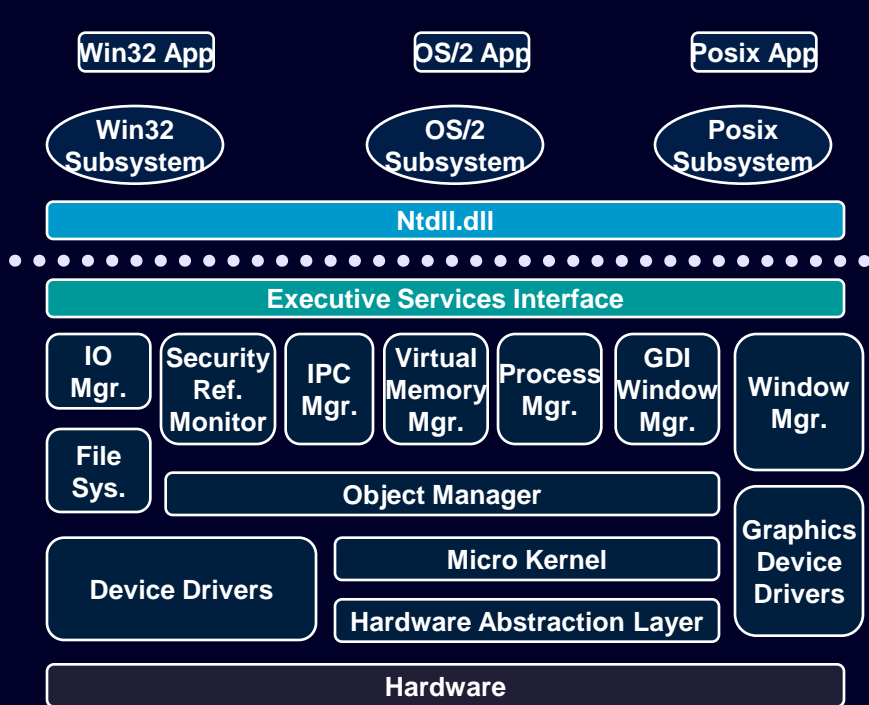 Win32 App
OS/2 App
Posix App
Win32
Subsystem
OS/2
Subsystem
Posix
Subsystem
Ntdll.dll
Executive Services Interface
IO
Mgr.
Security
Ref.
Monitor
IPC
Mgr.
Virtual
Memory
Mgr.
Process
Mgr.
GDI
Window
Mgr.
Window
Mgr.
File
Sys.
Object Manager
Graphics
Device
Drivers
Device Drivers
Micro Kernel
Hardware Abstraction Layer
Hardware